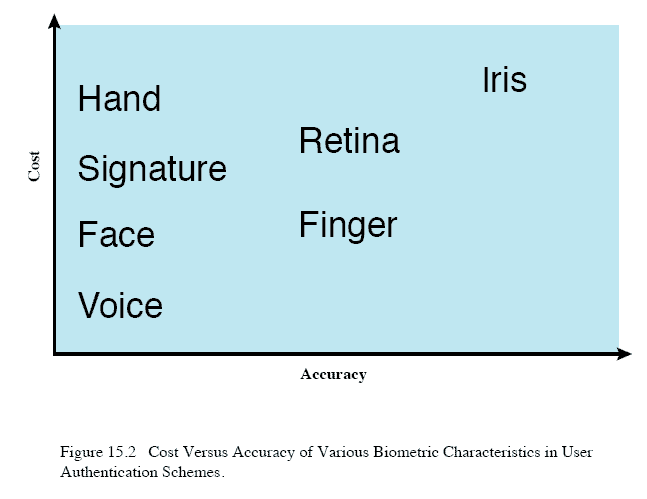 Iris
Hand
Retina
Signature
Cost
Finger
Face
Voice
Accuracy
Figure 15.2 Cost Versus Accuracy of Various Biometric Characteristics in User
Authentication Schemes.